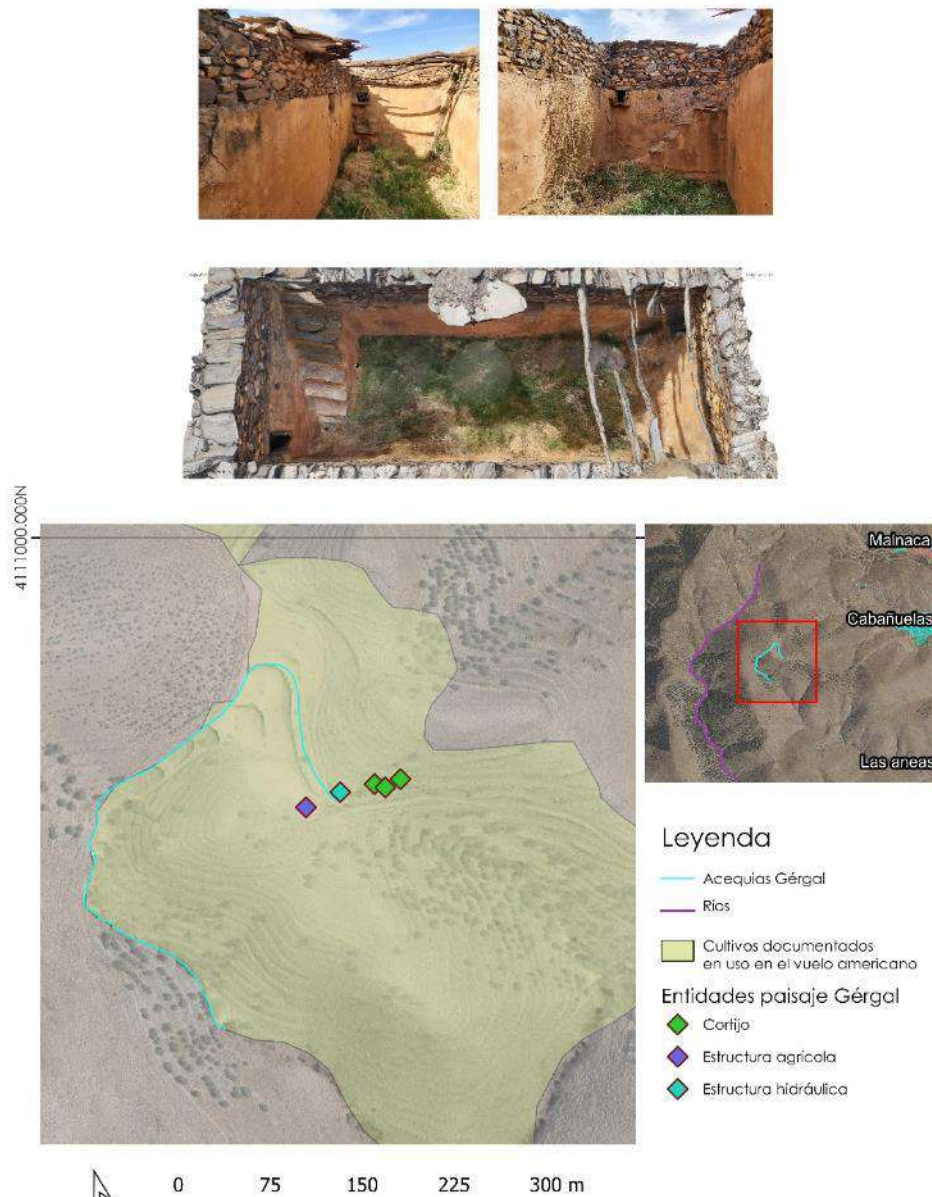 4111000.000N
Malnaca
Cabañuelas
Las aneas
Leyenda
Acequias Gérgal
Ríos
Cultivos documentados
en uso en el vuelo americano
Entidades paisaje Gérgal
Cortijo
Estructura agrícola
Estructura hidráulica
0 75 150 225 300 m